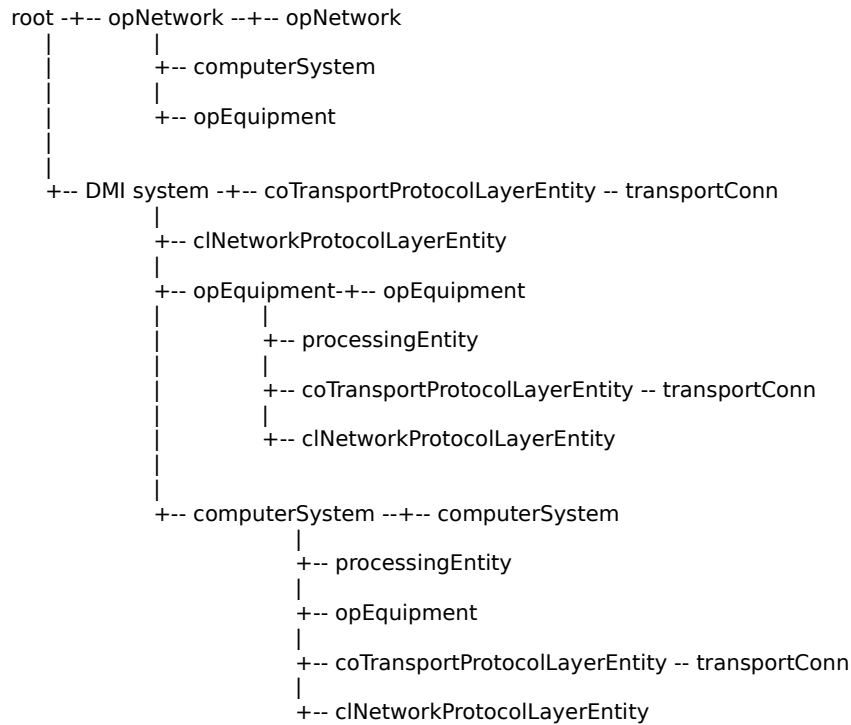 root -+-- opNetwork --+-- opNetwork
| |
| +-- computerSystem
| |
| +-- opEquipment
|
|
+-- DMI system -+-- coTransportProtocolLayerEntity -- transportConn
|
+-- clNetworkProtocolLayerEntity
|
+-- opEquipment-+-- opEquipment
| |
| +-- processingEntity
| |
| +-- coTransportProtocolLayerEntity -- transportConn
| |
| +-- clNetworkProtocolLayerEntity
|
|
+-- computerSystem --+-- computerSystem
|
+-- processingEntity
|
+-- opEquipment
|
+-- coTransportProtocolLayerEntity -- transportConn
|
+-- clNetworkProtocolLayerEntity